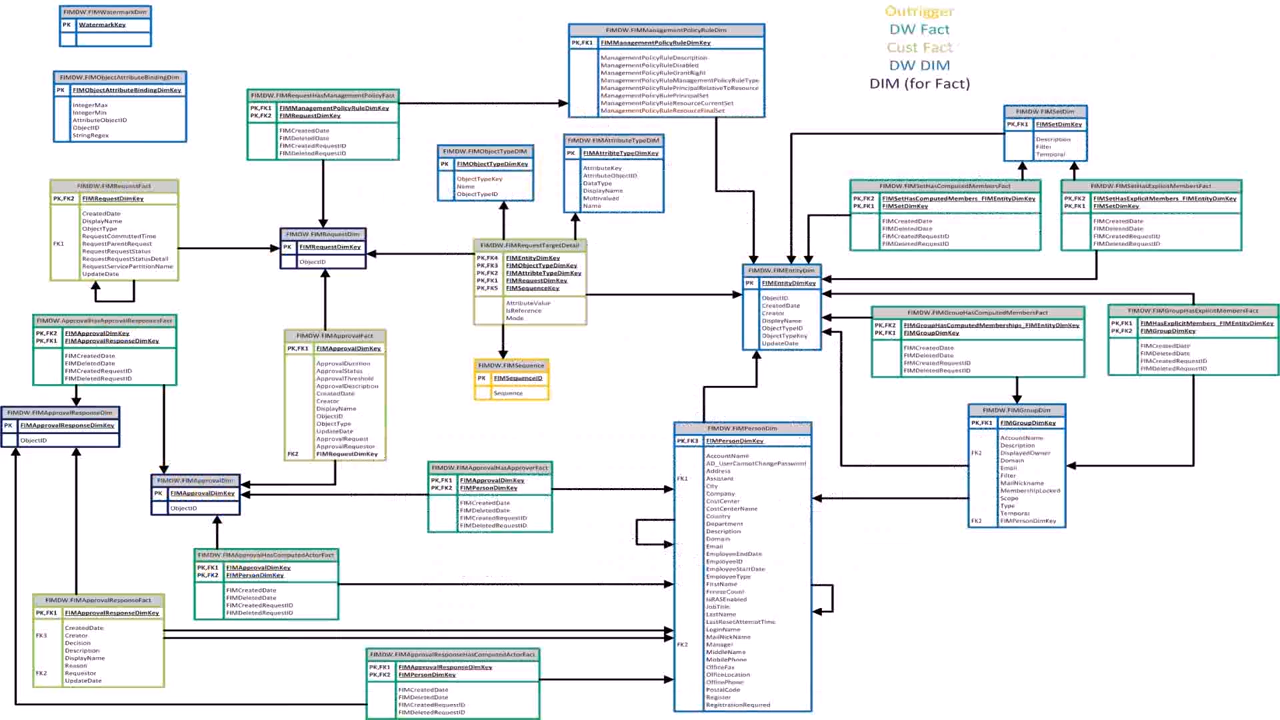 Outrigger
DW Fact
Cust Fact
DW DIM
DIM (for Fact)
FIMDW.FIMWatermarkDim
PK WatermarkKey
FIMDW.FIMObjectAttributeBindingDim
PK FIMObjectAttributeBindingDimKey
IntegerMax
IntegerMin
AttributeObjectID
ObjectID
StringRegex
FIMDW.FIMRequestHasManagementPolicyFact
PK,FK1 FIMManagementPolicyRuleDimKey
PK,FK2 FIMRequestDimKey
FIMCreatedDate
FIMDeletedDate
FIMCreatedRequestID
FIMDeletedRequestID
FIMDW.FIMManagementPolicyRuleDim
PK,FK1 FIMManagementPolicyRuleDimKey
ManagementPolicyRuleDescription
ManagementPolicyRuleDisabled
ManagementPolicyRuleGrantRight
ManagementPolicyRuleManagementPolicyRuleType
ManagementPolicyRulePrincipalRelativeToResource
ManagementPolicyRulePrincipalSet
ManagementPolicyRuleResourceCurrentSet
ManagementPolicyRuleResourceFinalSet
FIMDW.FIMObjectTypeDIM
PK FIMObjectTypeDimKey
ObjectTypeKey
Name
ObjectTypeID
FIMDW.FIMAttributeTypeDIM
PK FIMAttribteTypeDimKey
AttributeKey
AttributeObjectID
DataType
DisplayName
Multivalued
Name
FIMDW.FIMSetDim
PK,FK1 FIMSetDimKey
Description
Filter
Temporal
FIMDW.FIMSetHasComputedMembersFact
PK,FK2 FIMSetHasComputedMembers_FIMEntityDimKey
PK,FK1 FIMSetDimKey
FIMCreatedDate
FIMDeletedDate
FIMCreatedRequestID
FIMDeletedRequestID
FIMDW.FIMSetHasExplicitMembersFact
PK,FK2 FIMSetHasExplicitMembers_FIMEntityDimKey
PK,FK1 FIMSetDimKey
FIMCreatedDate
FIMDeletedDate
FIMCreatedRequestID
FIMDeletedRequestID
FIMDW.FIMRequestFact
PK,FK2 FIMRequestDimKey
CreatedDate
DisplayName
ObjectType
RequestCommittedTime
FK1 RequestParentRequest
RequestRequestStatus
RequestRequestStatusDetail
RequestServicePartitionName
UpdateDate
FIMDW.FIMRequestDim
PK FIMRequestDimKey
ObjectID
FIMDW.FIMRequestTargetDetail
PK,FK4 FIMEntityDimKey
PK,FK3 FIMObjectTypeDimKey
PK,FK2 FIMAttribteTypeDimKey
PK,FK1 FIMRequestDimKey
PK,FK5 FIMSequenceKey
AttributeValue
IsReference
Mode
FIMDW.FIMEntityDim
PK FIMEntityDimKey
ObjectID
CreatedDate
Creator
DisplayName
ObjectTypeID
ObjectTypeKey
UpdateDate
FIMDW.FIMGroupHasComputedMembersFact
PK,FK2 FIMGroupHasComputedMemberships_FIMEntityDimKey
PK,FK1 FIMGroupDimKey
FIMCreatedDate
FIMDeletedDate
FIMCreatedRequestID
FIMDeletedRequestID
FIMDW.FIMGroupHasExplicitMembersFact
PK,FK1 FIMHasExplicitMembers_FIMEntityDimKey
PK,FK2 FIMGroupDimKey
FIMCreatedDate
FIMDeletedDate
FIMCreatedRequestID
FIMDeletedRequestID
FIMDW.ApprovalHasApprovalResponsesFact
PK,FK2 FIMApprovalDimKey
PK,FK1 FIMApprovalResponseDimKey
FIMCreatedDate
FIMDeletedDate
FIMCreatedRequestID
FIMDeletedRequestID
FIMDW.FIMApprovalFact
PK,FK1 FIMApprovalDimKey
ApprovalDuration
ApprovalStatus
ApprovalThreshold
ApprovalDescription
CreatedDate
Creator
DisplayName
ObjectID
ObjectType
UpdateDate
ApprovalRequest
ApprovalRequestor
FK2 FIMRequestDimKey
FIMDW.FIMSequence
PK FIMSequenceID
Sequence
FIMDW.FIMApprovalResponseDim
PK FIMApprovalResponseDimKey
ObjectID
FIMDW.FIMApprovalDim
PK FIMApprovalDimKey
ObjectID
FIMDW.FIMApprovalHasApproverFact
PK,FK1 FIMApprovalDimKey
PK,FK2 FIMPersonDimKey
FIMCreatedDate
FIMDeletedDate
FIMCreatedRequestID
FIMDeletedRequestID
FIMDW.FIMPersonDim
PK,FK3 FIMPersonDimKey
AccountName
AD_UserCannotChangePassword
Address
FK1 Assistant
City
Company
CostCenter
CostCenterName
Country
Department
Description
Domain
Email
EmployeeEndDate
EmployeeID
EmployeeStartDate
EmployeeType
FirstName
FreezeCount
IsRASEnabled
JobTitle
LastName
LastResetAttemptTime
LoginName
MailNickName
FK2 Manager
MiddleName
MobilePhone
OfficeFax
OfficeLocation
OfficePhone
PostalCode
Register
RegistrationRequired
FIMDW.FIMGroupDim
PK,FK1 FIMGroupDimKey
AccountName
Description
FK2 DisplayedOwner
Domain
Email
Filter
MailNickname
MembershipLocked
Scope
Type
Temporal
FK2 FIMPersonDimKey
FIMDW.FIMApprovalHasComputedActorFact
PK,FK1 FIMApprovalDimKey
PK,FK2 FIMPersonDimKey
FIMCreatedDate
FIMDeletedDate
FIMCreatedRequestID
FIMDeletedRequestID
FIMDW.FIMApprovalResponseFact
PK,FK1 FIMApprovalResponseDimKey
CreatedDate
FK3 Creator
Decision
Description
DisplayName
Reason
FK2 Requestor
UpdateDate
FIMDW.FIMApprovalResponseHasComputedActorFact
PK,FK1 FIMApprovalResponseDimKey
PK,FK2 FIMPersonDimKey
FIMCreatedDate
FIMDeletedDate
FIMCreatedRequestID
FIMDeletedRequestID